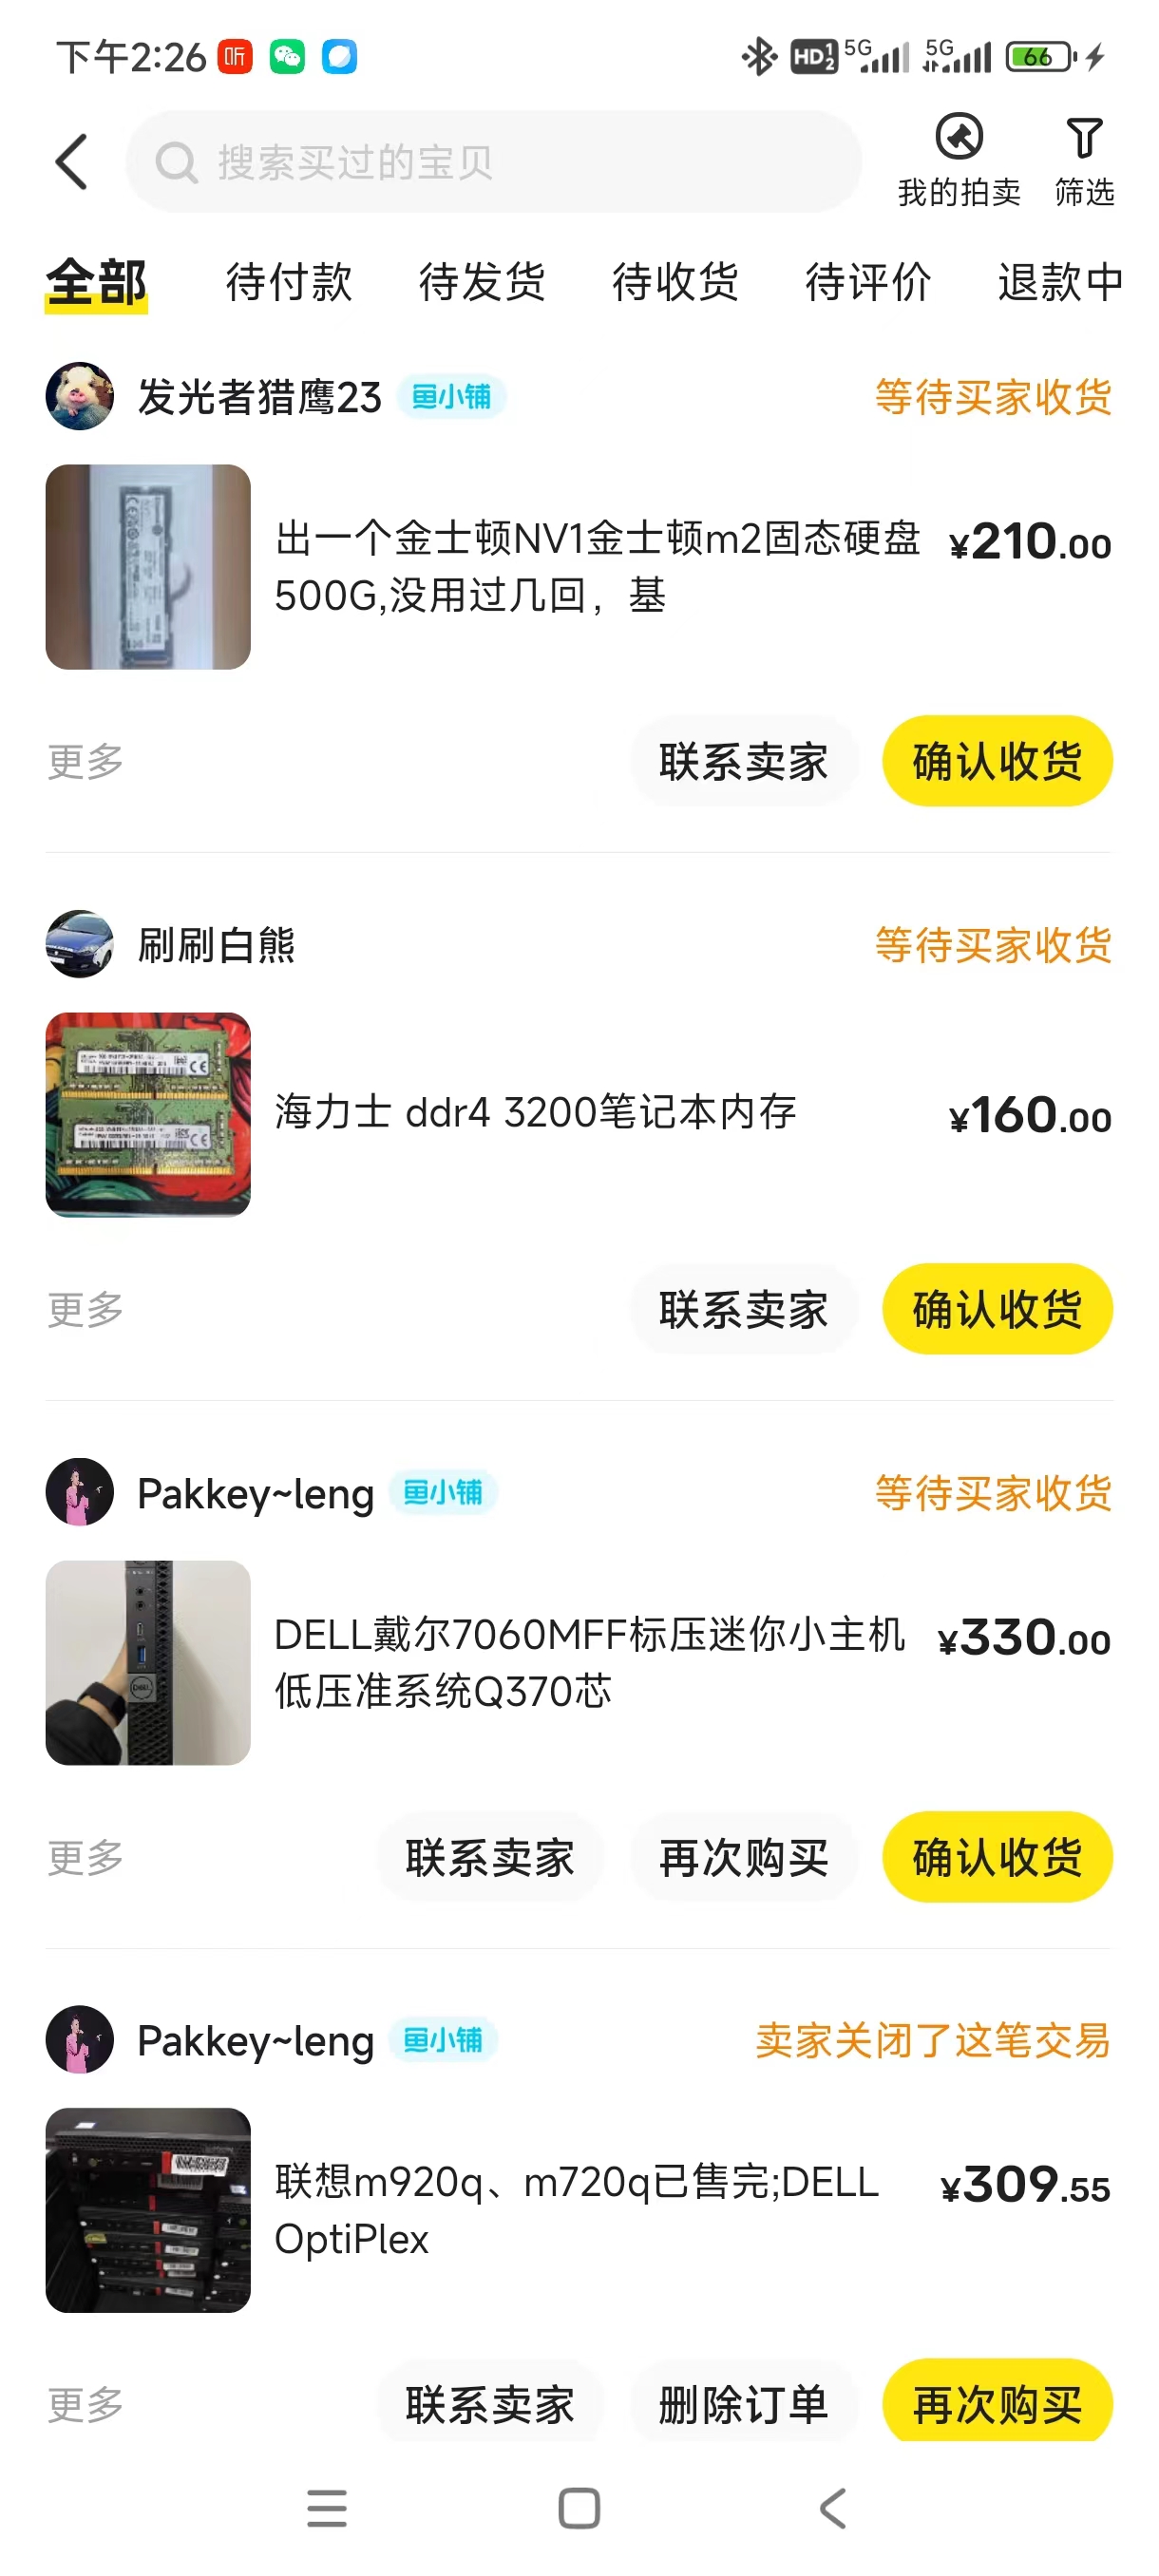 下午2:26 听 HD 1 2 5G 5G 66
搜索买过的宝贝
我的拍卖 筛选
全部 待付款 待发货 待收货 待评价 退款中
发光者猎鹰23 鱼小铺 等待买家收货
出一个金士顿NV1金士顿m2固态硬盘 ¥210.00
500G,没用过几回，基
更多 联系卖家 确认收货
刷刷白熊 等待买家收货
海力士 ddr4 3200笔记本内存 ¥160.00
更多 联系卖家 确认收货
Pakkey~leng 鱼小铺 等待买家收货
DELL戴尔7060MFF标压迷你小主机 ¥330.00
低压准系统Q370芯
更多 联系卖家 再次购买 确认收货
Pakkey~leng 鱼小铺 卖家关闭了这笔交易
联想m920q、m720q已售完;DELL ¥309.55
OptiPlex
更多 联系卖家 删除订单 再次购买